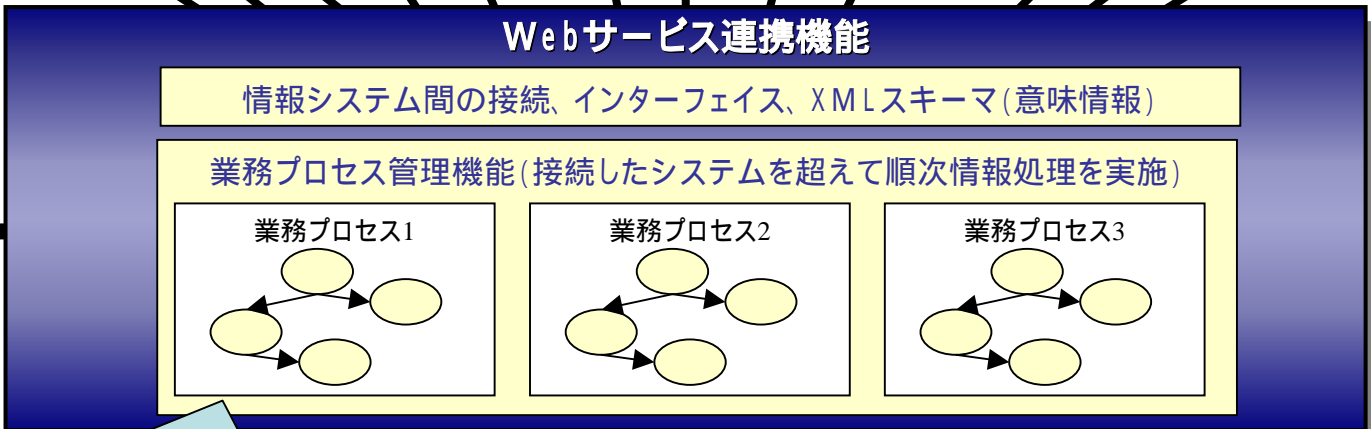 Webサービス連携機能
情報システム間の接続、インターフェイス、XMLスキーマ(意味情報)
業務プロセス管理機能(接続したシステムを超えて順次情報処理を実施)
業務プロセス1
業務プロセス2
業務プロセス3